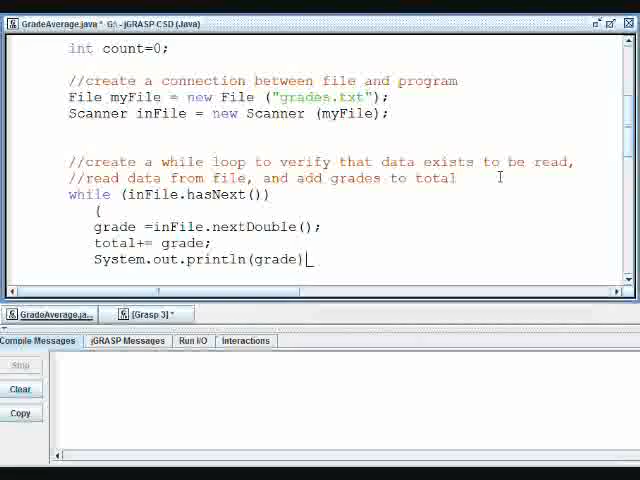 GradeAverage.java * G:\ - jGRASP CSD (Java)
int count=0;
//create a connection between file and program
File myFile = new File ("grades.txt");
Scanner inFile = new Scanner (myFile);
//create a while loop to verify that data exists to be read,
//read data from file, and add grades to total
while (inFile.hasNext())
{
grade =inFile.nextDouble();
total+= grade;
System.out.println(grade)
GradeAverage.ja... [Grasp 3] *
Compile Messages jGRASP Messages Run I/O Interactions
Stop
Clear
Copy